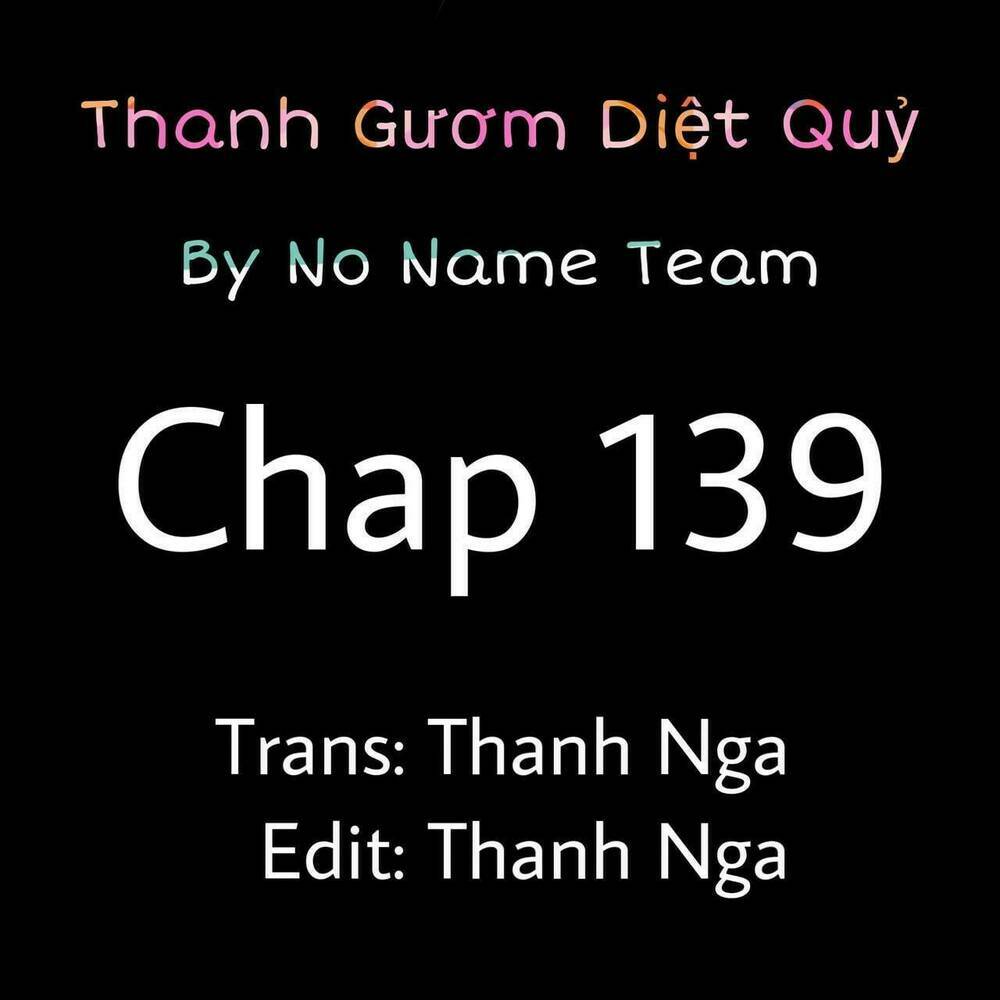 Thanh Gươm Diệt Quỷ
By No Name Team
Chap 139
Trans: Thanh Nga
Edit: Thanh Nga